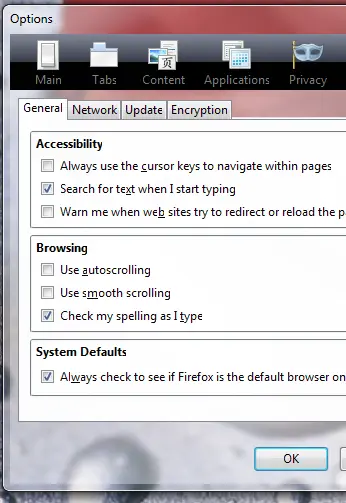 Options
Main Tabs Content Applications Privacy
General Network Update Encryption
Accessibility
Always use the cursor keys to navigate within pages
Search for text when I start typing
Warn me when web sites try to redirect or reload the
Browsing
Use autoscrolling
Use smooth scrolling
Check my spelling as I type
System Defaults
Always check to see if Firefox is the default browser on
OK